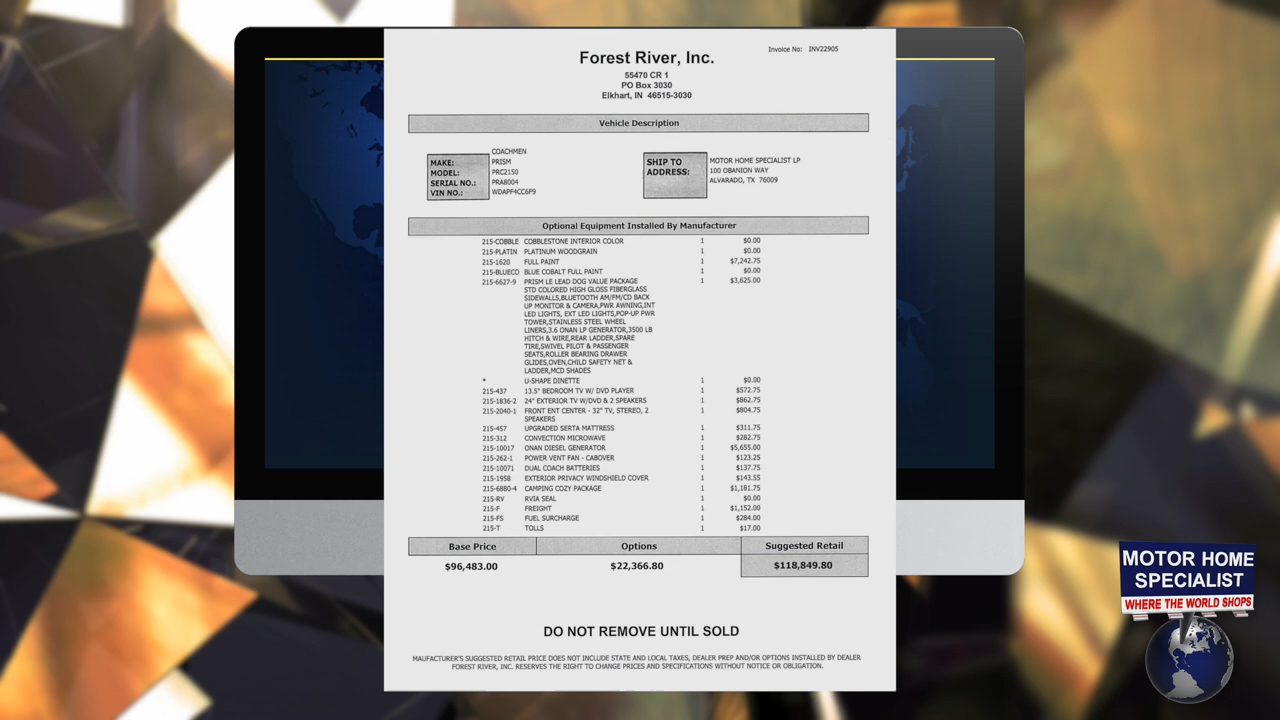 Invoice No: INV22905
Forest River, Inc.
55470 CR 1
PO Box 3030
Elkhart, IN 46515-3030
Vehicle Description
COACHMEN
MAKE: PRISM
MODEL: PRC2150
SERIAL NO.: PRA8004
VIN NO.: WDAPF4CC6F9
SHIP TO MOTOR HOME SPECIALIST LP
ADDRESS: 100 OBANION WAY
ALVARADO, TX 76009
Optional Equipment Installed By Manufacturer
215-COBBLE COBBLESTONE INTERIOR COLOR 1 $0.00
215-PLATIN PLATINUM WOODGRAIN 1 $0.00
215-1620 FULL PAINT 1 $7,242.75
215-BLUECO BLUE COBALT FULL PAINT 1 $0.00
215-6627-9 PRISM LE LEAD DOG VALUE PACKAGE 1 $3,625.00
STD COLORED HIGH GLOSS FIBERGLASS
SIDEWALLS,BLUETOOTH AM/FM/CD BACK
UP MONITOR & CAMERA,PWR AWNING,INT
LED LIGHTS, EXT LED LIGHTS,POP-UP PWR
TOWER,STAINLESS STEEL WHEEL
LINERS,3.6 ONAN LP GENERATOR,3500 LB
HITCH & WIRE,REAR LADDER,SPARE
TIRE,SWIVEL PILOT & PASSENGER
SEATS,ROLLER BEARING DRAWER
GLIDES,OVEN,CHILD SAFETY NET &
LADDER,MCD SHADES
* U-SHAPE DINETTE 1 $0.00
215-437 13.5" BEDROOM TV W/ DVD PLAYER 1 $572.75
215-1836-2 24" EXTERIOR TV W/DVD & 2 SPEAKERS 1 $862.75
215-2040-1 FRONT ENT CENTER - 32" TV, STEREO, 2 1 $804.75
SPEAKERS
215-457 UPGRADED SERTA MATTRESS 1 $311.75
215-312 CONVECTION MICROWAVE 1 $282.75
215-10017 ONAN DIESEL GENERATOR 1 $5,655.00
215-262-1 POWER VENT FAN - CABOVER 1 $123.25
215-10071 DUAL COACH BATTERIES 1 $137.75
215-1958 EXTERIOR PRIVACY WINDSHIELD COVER 1 $143.55
215-6880-4 CAMPING COZY PACKAGE 1 $1,181.75
215-RV RVIA SEAL 1 $0.00
215-F FREIGHT 1 $1,152.00
215-FS FUEL SURCHARGE 1 $284.00
215-T TOLLS 1 $17.00
Base Price Options Suggested Retail
$96,483.00 $22,366.80 $118,849.80
DO NOT REMOVE UNTIL SOLD
MAUFACTURER'S SUGGESTED RETAIL PRICE DOES NOT INCLUDE STATE AND LOCAL TAXES, DEALER PREP AND/OR OPTIONS INSTALLED BY DEALER
FOREST RIVER, INC. RESERVES THE RIGHT TO CHANGE PRICES AND SPECIFICATIONS WITHOUT NOTICE OR OBLIGATION.
MOTOR HOME
SPECIALIST
WHERE THE WORLD SHOPS